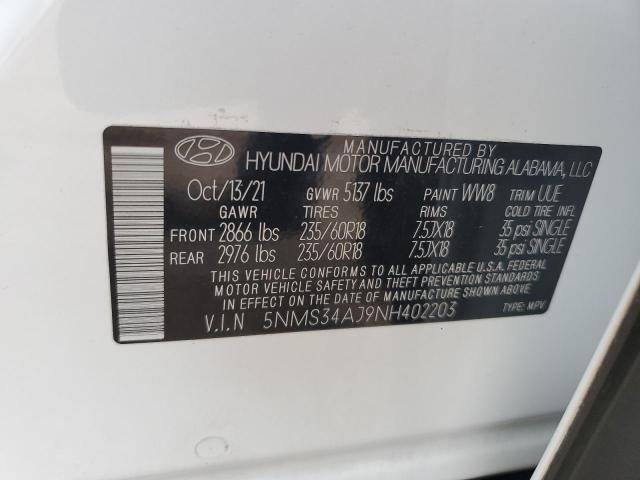 MANUFACTURED BY
HYUNDAI MOTOR MANUFACTURING ALABAMA, LLC
Oct/13/21 GVWR 5137 lbs PAINT WW8 TRIM UUE
GAWR TIRES RIMS COLD TIRE INFL
FRONT 2866 lbs 235/60R18 7.5JX18 35 psi SINGLE
REAR 2976 lbs 235/60R18 7.5JX18 35 psi SINGLE
THIS VEHICLE CONFORMS TO ALL APPLICABLE U.S.A. FEDERAL
MOTOR VEHICLE SAFETY AND THEFT PREVENTION STANDARDS
IN EFFECT ON THE DATE OF MANUFACTURE SHOWN ABOVE.
V.I.N 5NMS34AJ9NH402203 TYPE: MPV